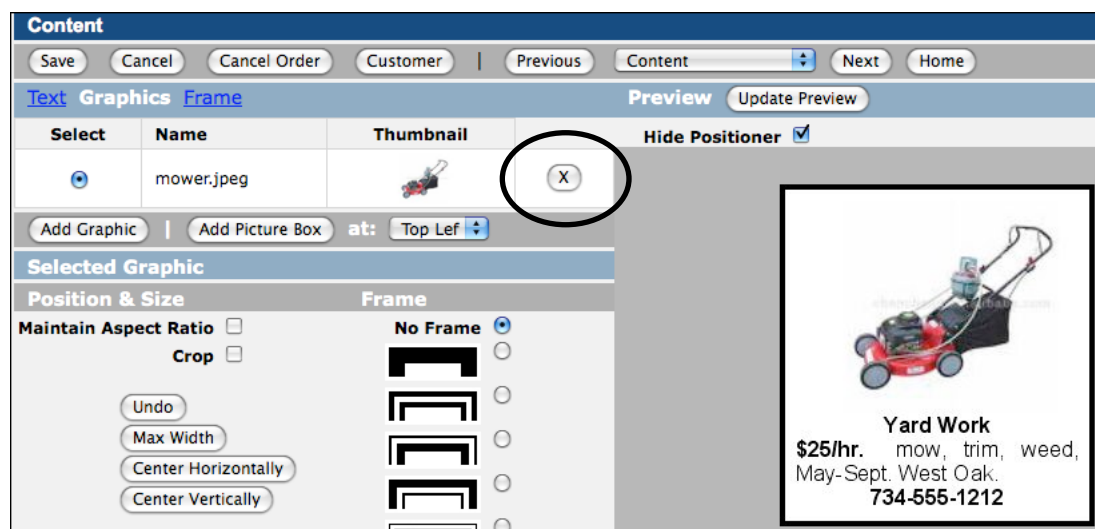 Content
Save Cancel Cancel Order Customer | Previous Content Next Home
Text Graphics Frame
Preview Update Preview
Select Name Thumbnail
Hide Positioner
mower.jpeg X
Add Graphic | Add Picture Box at: Top Lef
Selected Graphic
Position & Size Frame
Maintain Aspect Ratio No Frame
Crop
Undo
Max Width
Center Horizontally
Center Vertically
Yard Work
$25/hr. mow, trim, weed,
May-Sept. West Oak.
734-555-1212